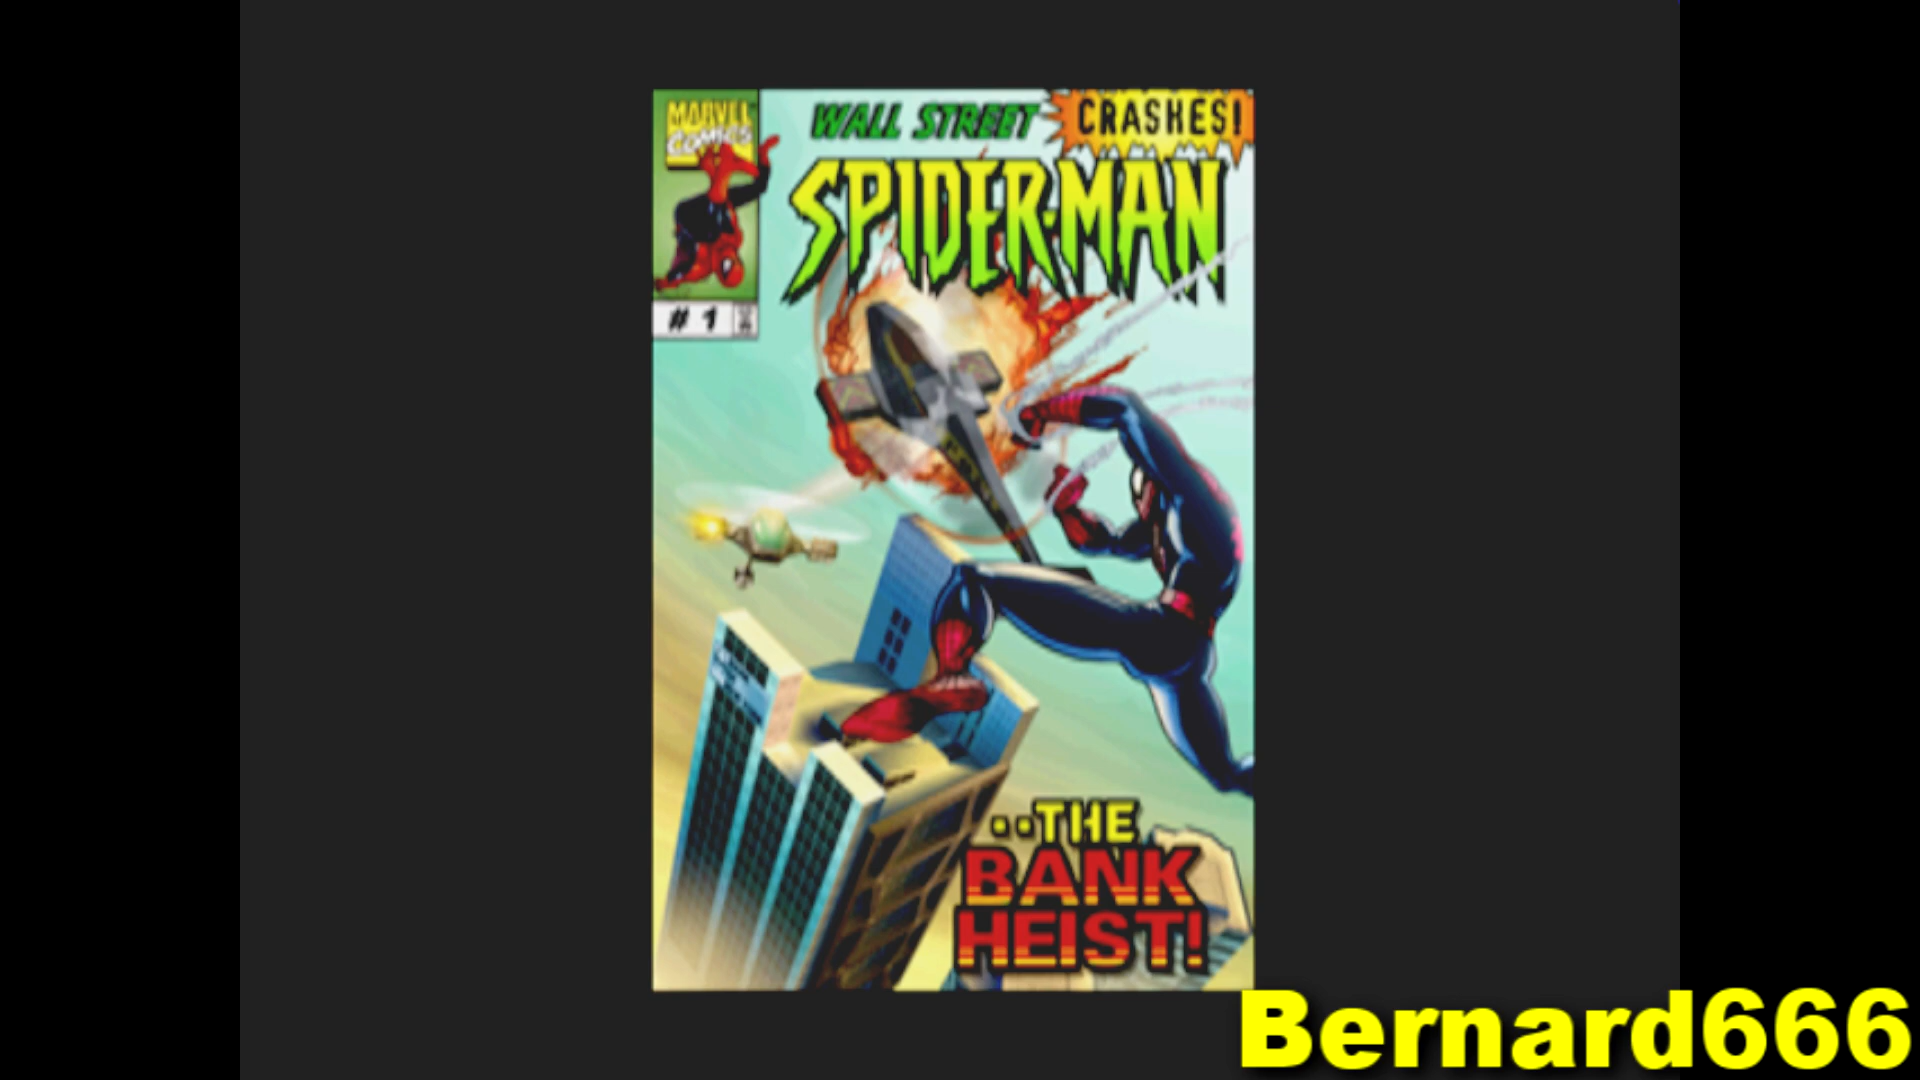 MARVEL
COMICS
WALL STREET
CRASHES!
SPIDER-MAN
# 1
..THE
BANK
HEIST!
Bernard666